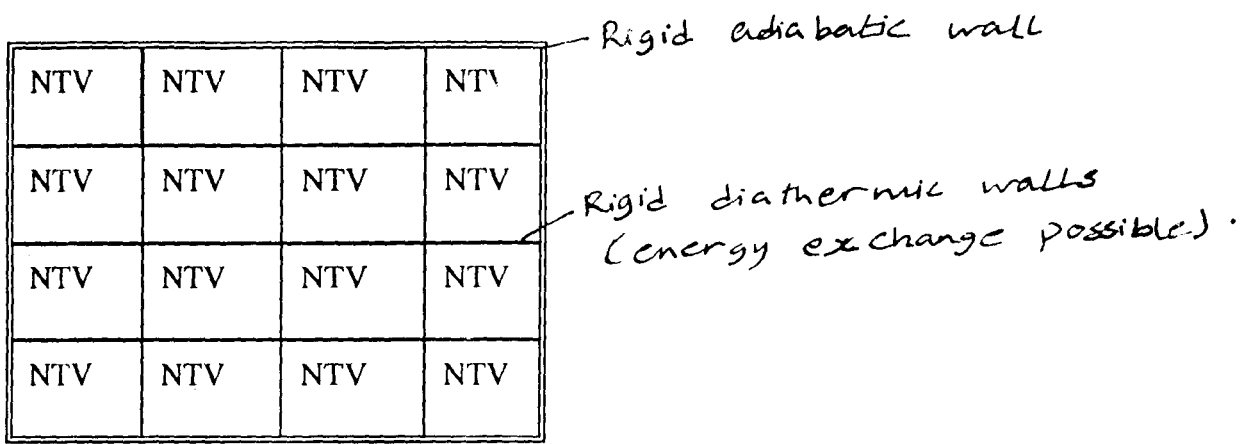 Rigid adiabatic wall
NTV NTV NTV NTV
NTV NTV NTV NTV
Rigid diathermic walls
(energy exchange possible).
NTV NTV NTV NTV
NTV NTV NTV NTV